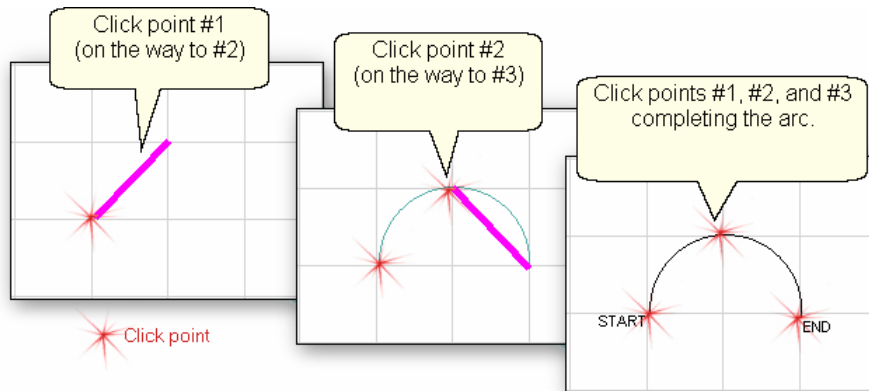 Click point #1
(on the way to #2)
Click point #2
(on the way to #3)
Click points #1, #2, and #3
completing the arc.
START
END
Click point